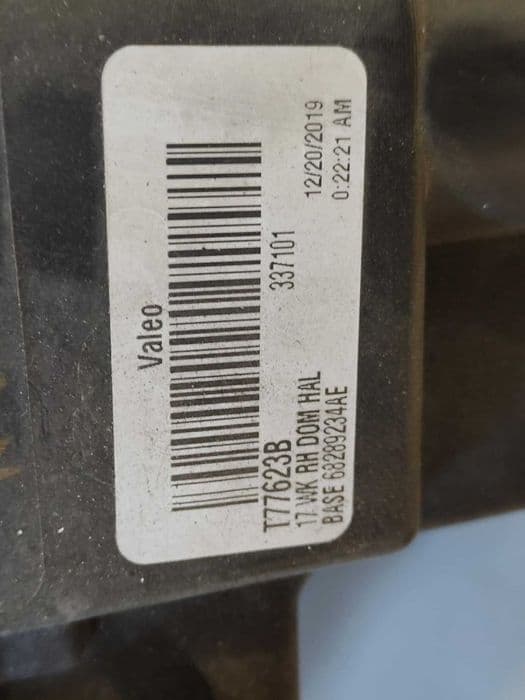 Valeo
T77623B 337101
17 WK RH DOM HAL 12/20/2019
BASE 68289234AE 0:22:21 AM